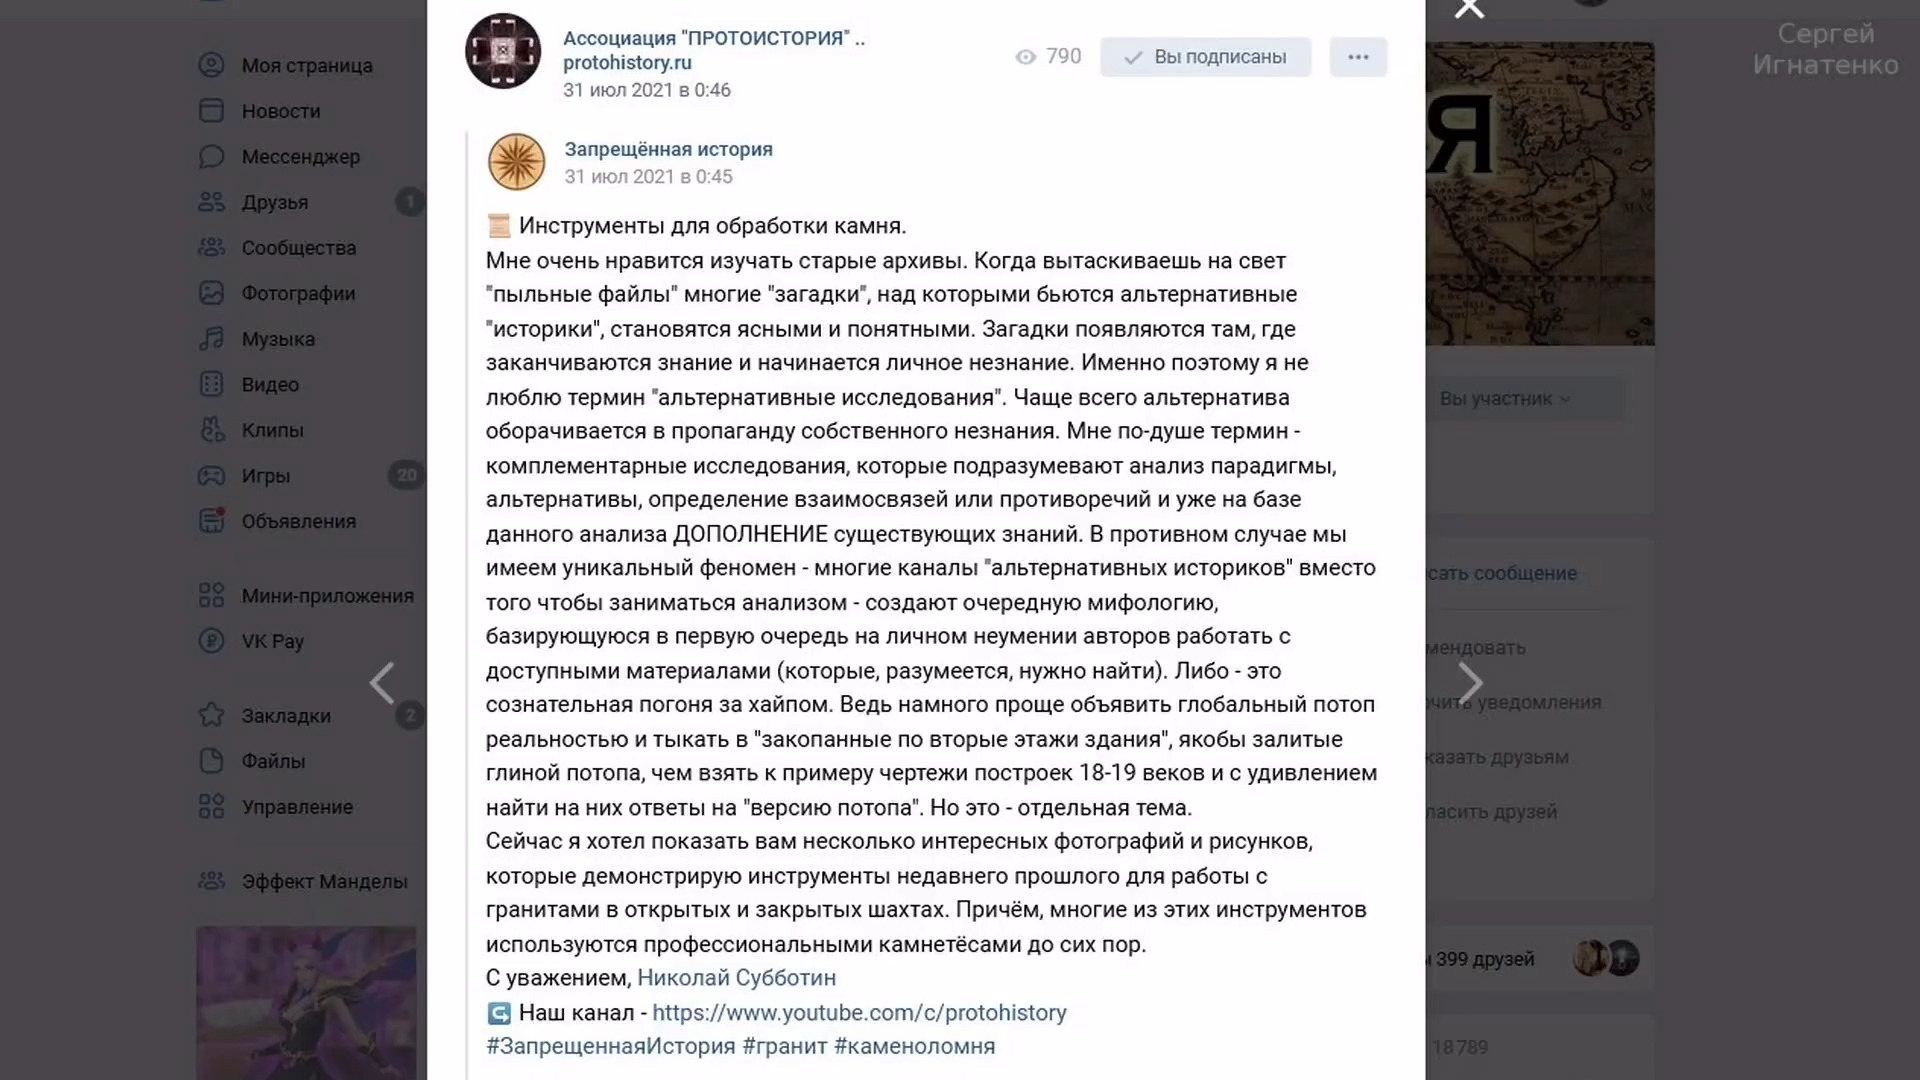 Сергей
Игнатенко
Моя страница
Новости
Мессенджер
Друзья
1
Сообщества
Фотографии
Музыка
Видео
Клипы
Игры
20
Объявления
Мини-приложения
VK Pay
Закладки
2
Файлы
Управление
Эффект Манделы
Ассоциация "ПРОТОИСТОРИЯ" ..
protohistory.ru
31 июл 2021 в 0:46
790
Вы подписаны
Запрещённая история
31 июл 2021 в 0:45
Инструменты для обработки камня.
Мне очень нравится изучать старые архивы. Когда вытаскиваешь на свет
"пыльные файлы" многие "загадки", над которыми бьются альтернативные
"историки", становятся ясными и понятными. Загадки появляются там, где
заканчиваются знание и начинается личное незнание. Именно поэтому я не
люблю термин "альтернативные исследования". Чаще всего альтернатива
оборачивается в пропаганду собственного незнания. Мне по-душе термин -
комплементарные исследования, которые подразумевают анализ парадигмы,
альтернативы, определение взаимосвязей или противоречий и уже на базе
данного анализа ДОПОЛНЕНИЕ существующих знаний. В противном случае мы
имеем уникальный феномен - многие каналы "альтернативных историков" вместо
того чтобы заниматься анализом - создают очередную мифологию,
базирующуюся в первую очередь на личном неумении авторов работать с
доступными материалами (которые, разумеется, нужно найти). Либо - это
сознательная погоня за хайпом. Ведь намного проще объявить глобальный потоп
реальностью и тыкать в "закопанные по вторые этажи здания", якобы залитые
глиной потопа, чем взять к примеру чертежи построек 18-19 веков и с удивлением
найти на них ответы на "версию потопа". Но это - отдельная тема.
Сейчас я хотел показать вам несколько интересных фотографий и рисунков,
которые демонстрирую инструменты недавнего прошлого для работы с
гранитами в открытых и закрытых шахтах. Причём, многие из этих инструментов
используются профессиональными камнетёсами до сих пор.
С уважением, Николай Субботин
Наш канал - https://www.youtube.com/c/protohistory
#ЗапрещеннаяИстория #гранит #каменоломня
Я
Вы участник
сать сообщение
мендовать
чить уведомления
казать друзьям
ласить друзей
399 друзей
18 789